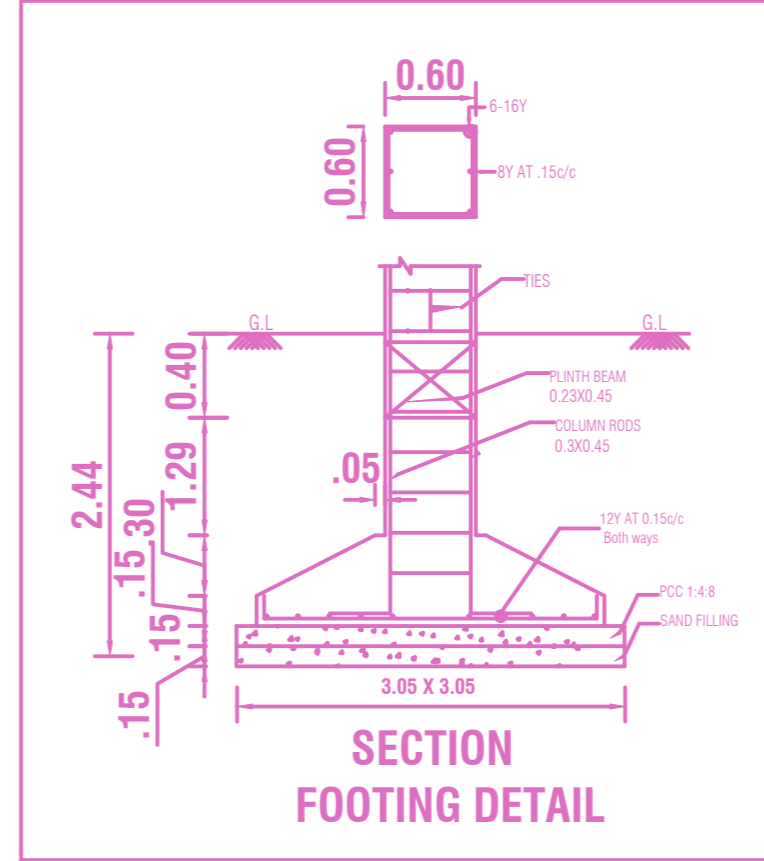 0.60
6-16Y
0.60
8Y AT .15c/c
TIES
G.L
G.L
0.40
PLINTH BEAM
0.23X0.45
COLUMN RODS
0.3X0.45
1.29
.05
2.44
.30
12Y AT 0.15c/c
Both ways
.15
PCC 1:4:8
SAND FILLING
.15
.15
3.05 X 3.05
SECTION
FOOTING DETAIL